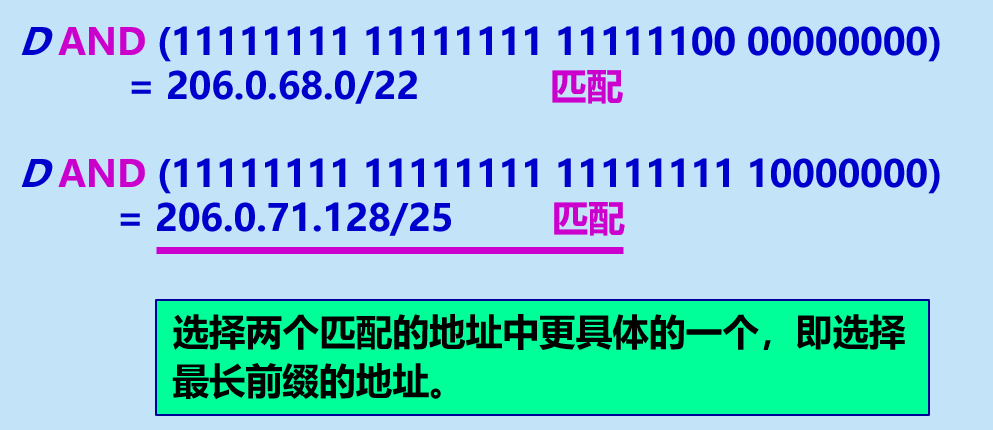 D AND (11111111 11111111 11111100 00000000)
= 206.0.68.0/22 匹配
D AND (11111111 11111111 11111111 10000000)
= 206.0.71.128/25 匹配
选择两个匹配的地址中更具体的一个，即选择
最长前缀的地址。